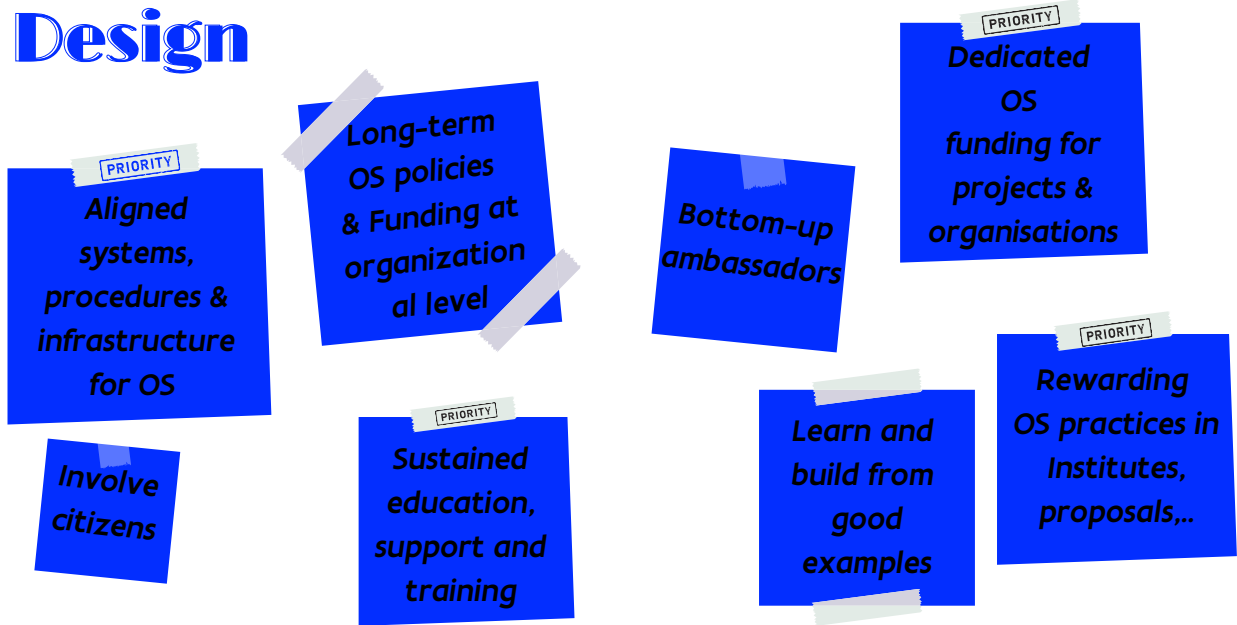 Design
PRIORITY
Aligned
systems,
procedures &
infrastructure
for OS
Long-term
OS policies
& Funding at
organization
al level
Bottom-up
ambassadors
PRIORITY
Dedicated
OS
funding for
projects &
organisations
Involve
citizens
PRIORITY
Sustained
education,
support and
training
Learn and
build from
good
examples
PRIORITY
Rewarding
OS practices in
Institutes,
proposals,..